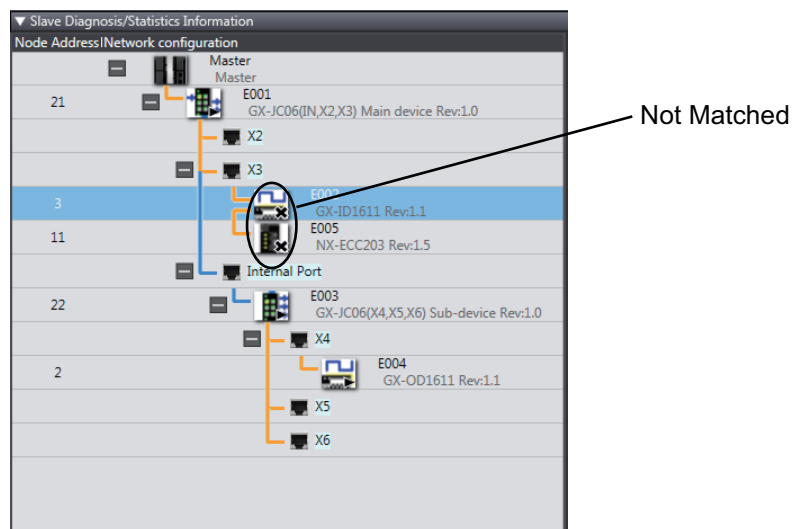 ▼ Slave Diagnosis/Statistics Information
Node Address|Network configuration
Master
Master
21 E001
GX-JC06(IN,X2,X3) Main device Rev:1.0
X2
X3
3 E002
GX-ID1611 Rev:1.1
11 E005
NX-ECC203 Rev:1.5
Internal Port
22 E003
GX-JC06(X4,X5,X6) Sub-device Rev:1.0
X4
2 E004
GX-OD1611 Rev:1.1
X5
X6
Not Matched